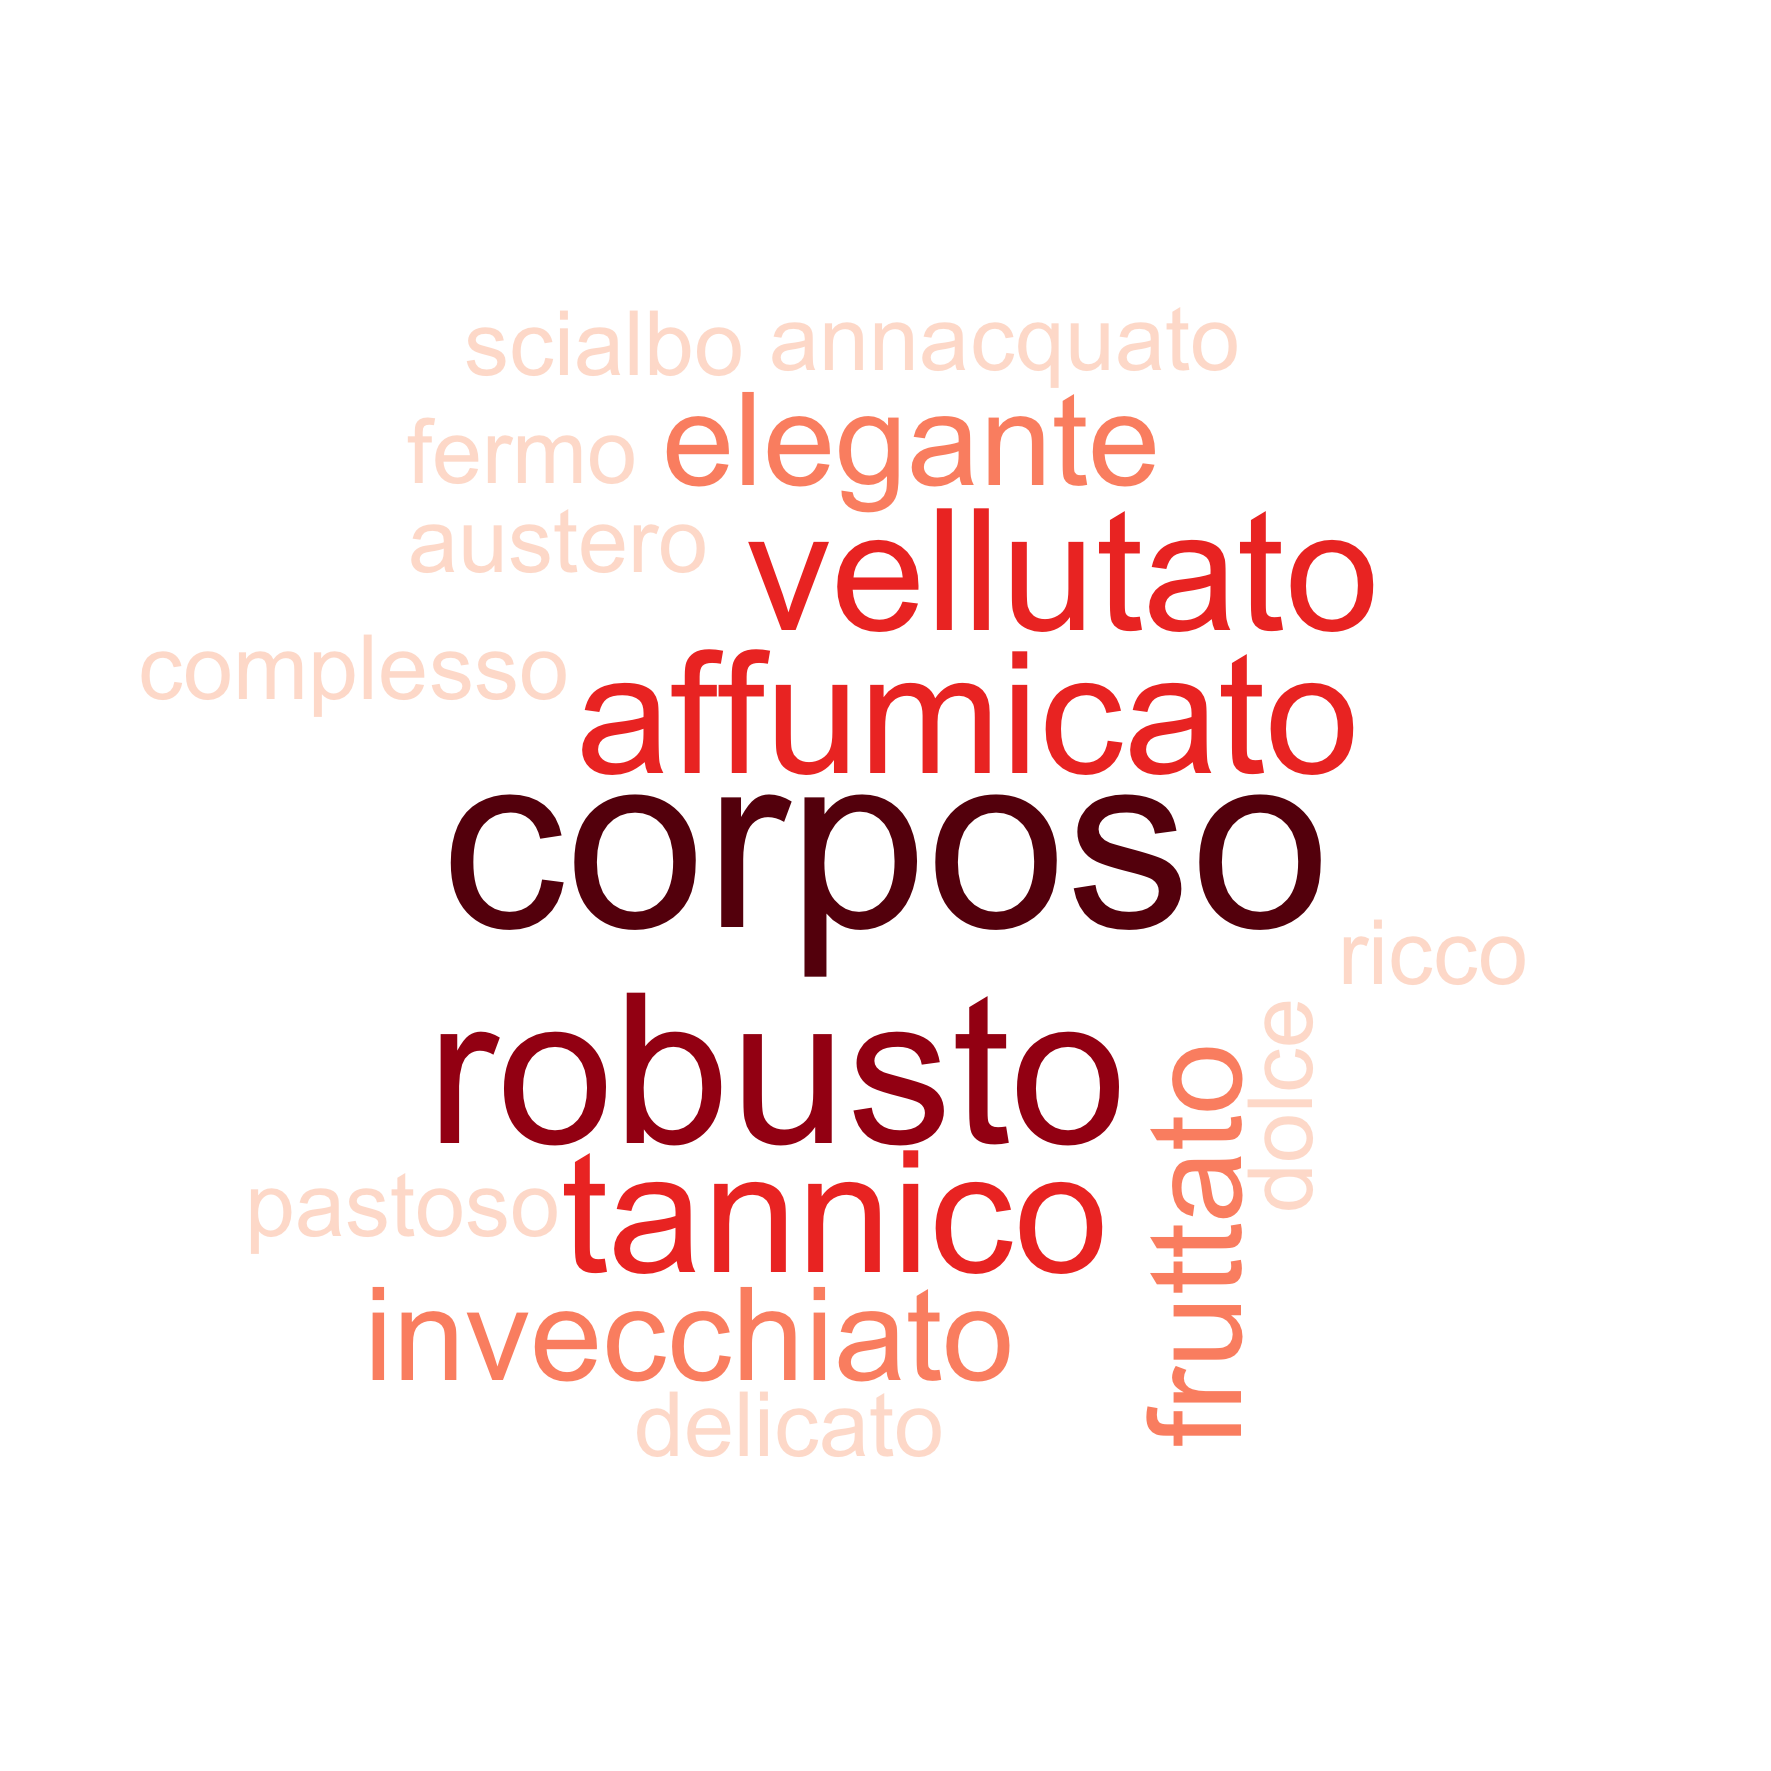 scialbo annacquato
fermo elegante
austero vellutato
complesso affumicato
corposo
ricco
robusto
dolce
fruttato
pastoso tannico
invecchiato
delicato